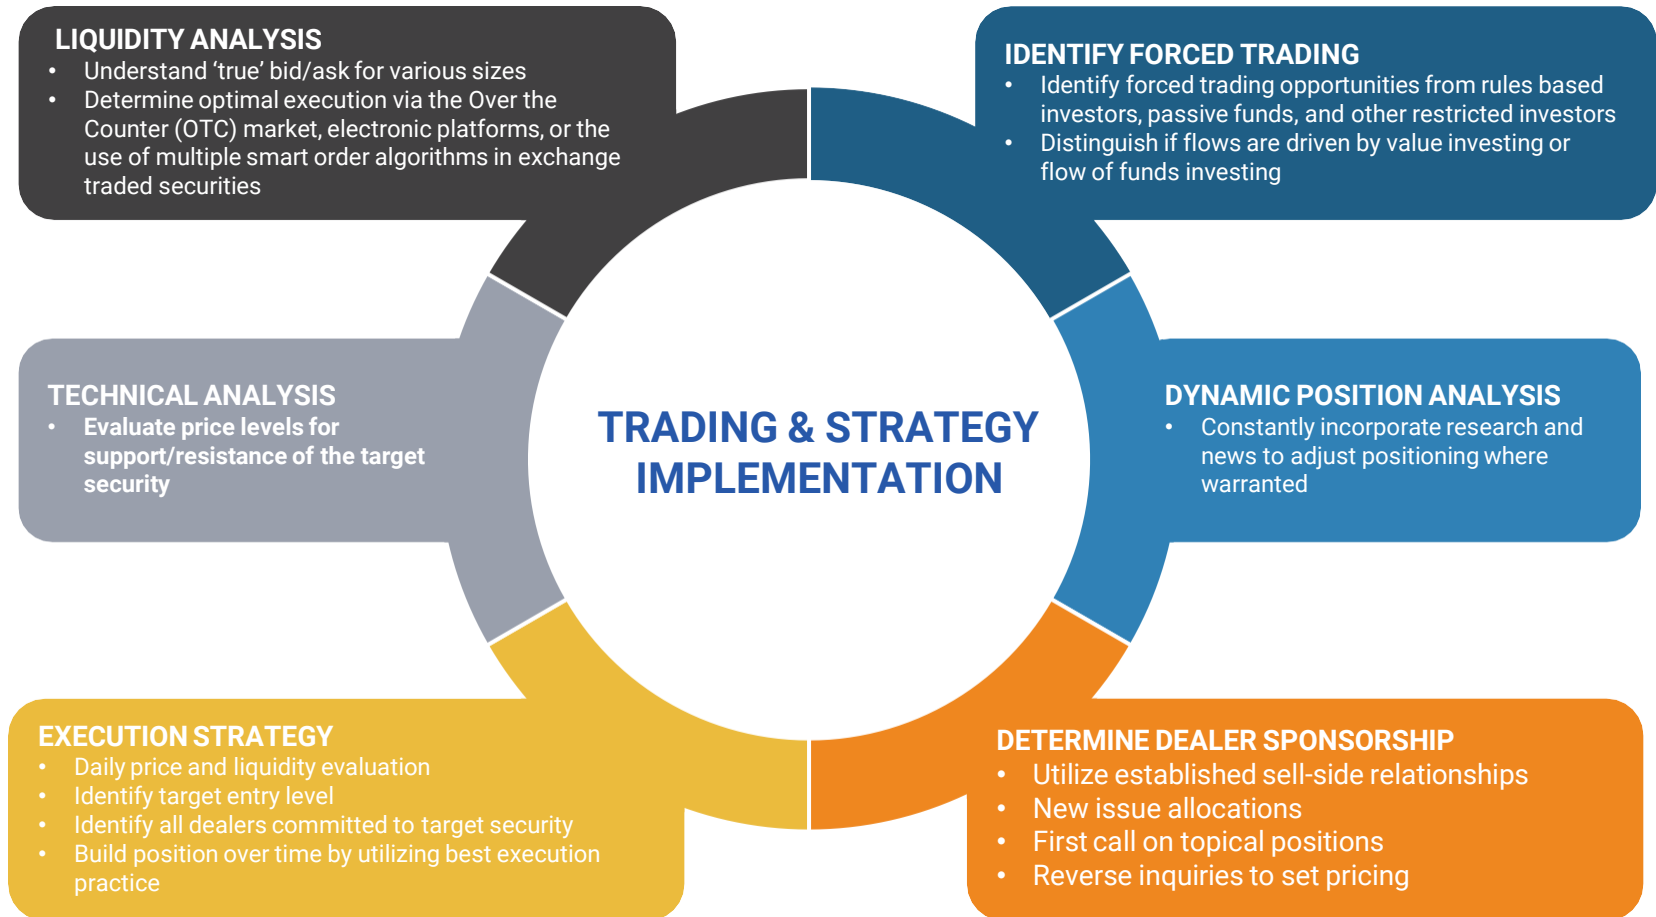 LIQUIDITY ANALYSIS
• Understand ‘true’ bid/ask for various sizes
• Determine optimal execution via the Over the
Counter (OTC) market, electronic platforms, or the
use of multiple smart order algorithms in exchange
traded securities
IDENTIFY FORCED TRADING
• Identify forced trading opportunities from rules based
investors, passive funds, and other restricted investors
• Distinguish if flows are driven by value investing or
flow of funds investing
TECHNICAL ANALYSIS
• Evaluate price levels for
support/resistance of the target
security
TRADING & STRATEGY
IMPLEMENTATION
DYNAMIC POSITION ANALYSIS
• Constantly incorporate research and
news to adjust positioning where
warranted
EXECUTION STRATEGY
• Daily price and liquidity evaluation
• Identify target entry level
• Identify all dealers committed to target security
• Build position over time by utilizing best execution
practice
DETERMINE DEALER SPONSORSHIP
• Utilize established sell-side relationships
• New issue allocations
• First call on topical positions
• Reverse inquiries to set pricing